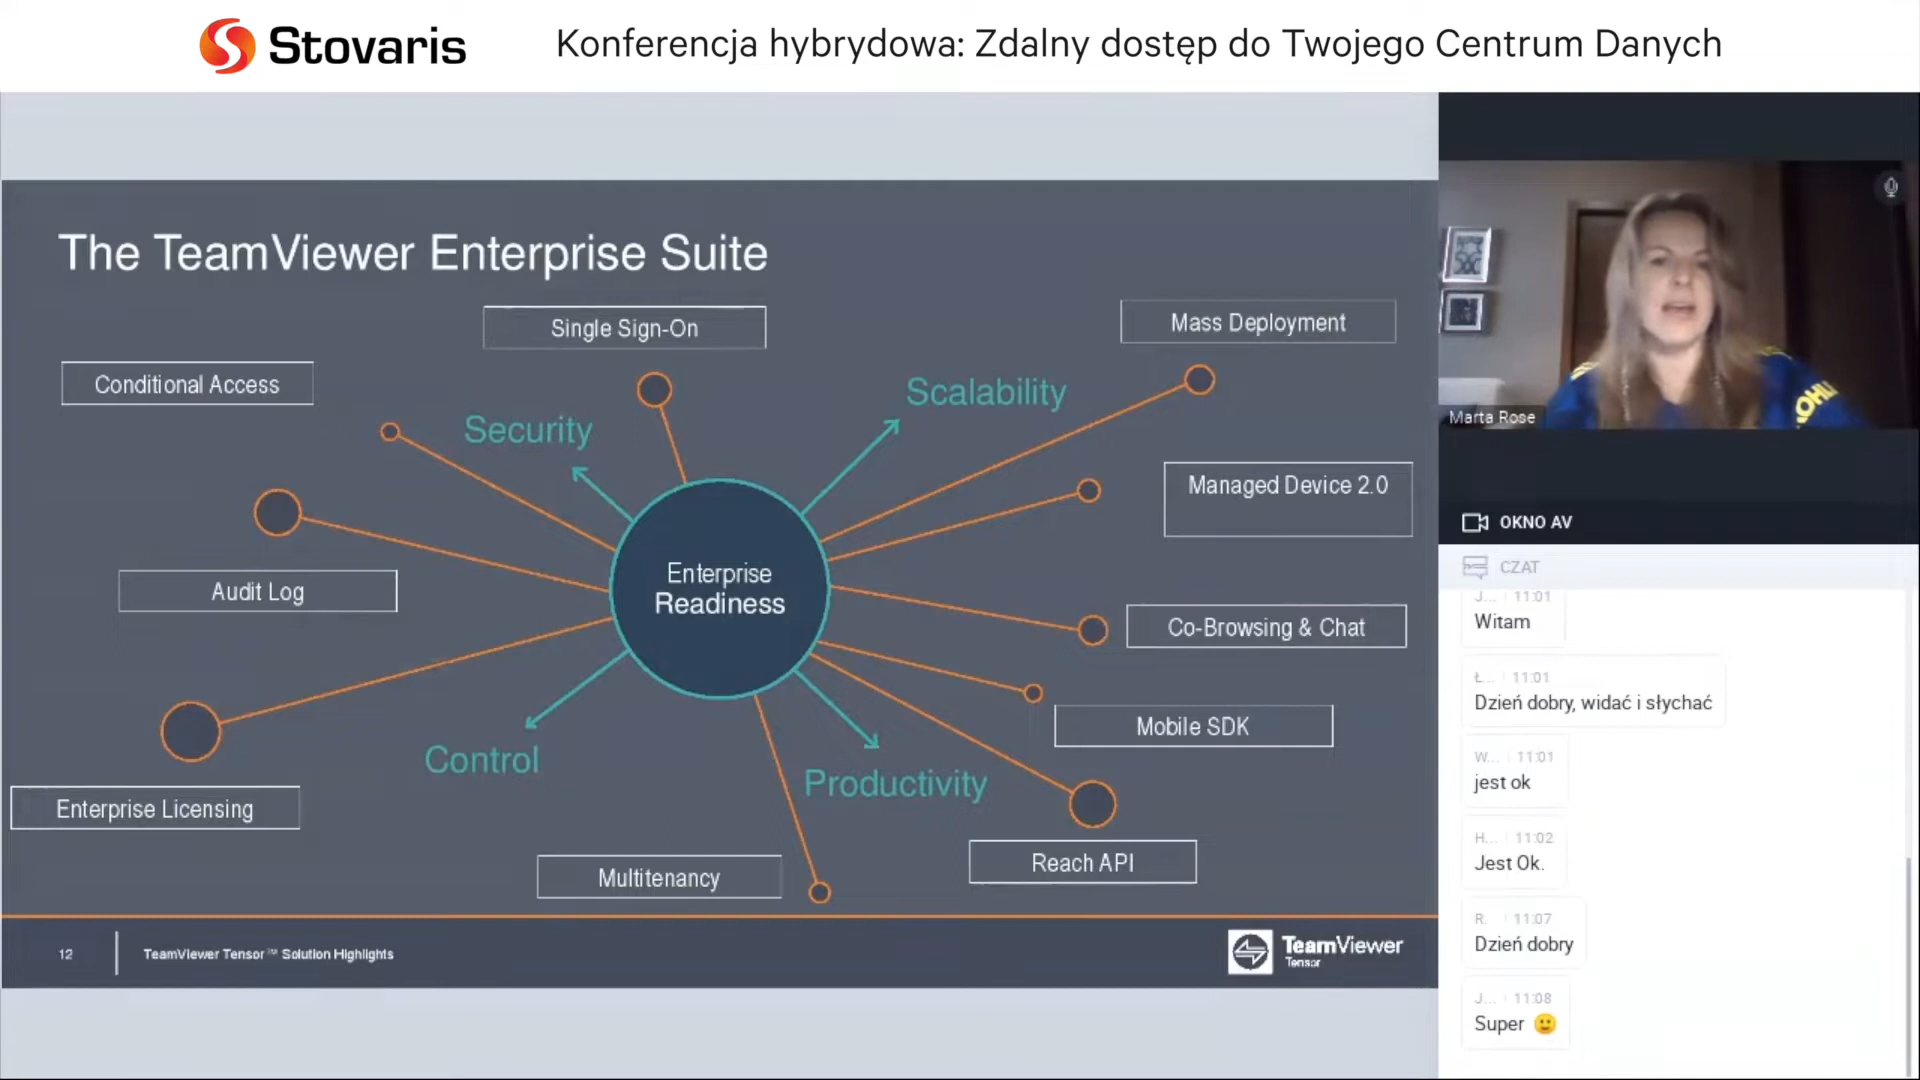 Stovaris
Konferencja hybrydowa: Zdalny dostęp do Twojego Centrum Danych
The TeamViewer Enterprise Suite
Single Sign-On
Mass Deployment
Conditional Access
Scalability
Security
Managed Device 2.0
Enterprise
Readiness
Audit Log
Co-Browsing & Chat
Mobile SDK
Control
Productivity
Enterprise Licensing
Reach API
Multitenancy
12
TeamViewer Tensor™ Solution Highlights
TeamViewer
Tensor
Marta Rose
OKNO AV
CZAT
J... 11:01
Witam
Ł... 11:01
Dzień dobry, widać i słychać
W... 11:01
jest ok
H... 11:02
Jest Ok.
R. 11:07
Dzień dobry
J... 11:08
Super 🙂